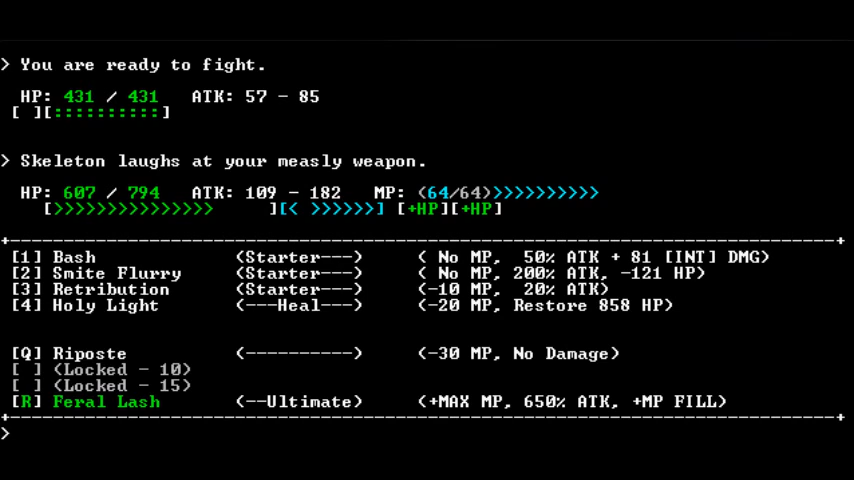 > You are ready to fight.
HP: 431 / 431 ATK: 57 - 85
[ ][::::::::::]
> Skeleton laughs at your measly weapon.
HP: 607 / 794 ATK: 109 - 182 MP: (64/64)>>>>>>>>>>
[>>>>>>>>>>>>>>> ][< >>>>>>] [+HP][+HP]
+------------------------------------------------------------------------------------------------------+
[1] Bash (Starter---) ( No MP, 50% ATK + 81 [INT] DMG)
[2] Smite Flurry (Starter---) ( No MP, 200% ATK, -121 HP)
[3] Retribution (Starter---) (-10 MP, 20% ATK)
[4] Holy Light (---Heal---) (-20 MP, Restore 858 HP)
[Q] Riposte (----------) (-30 MP, No Damage)
[ ] (Locked - 10)
[ ] (Locked - 15)
[R] Feral Lash (--Ultimate) (+MAX MP, 650% ATK, +MP FILL)
+------------------------------------------------------------------------------------------------------+
>